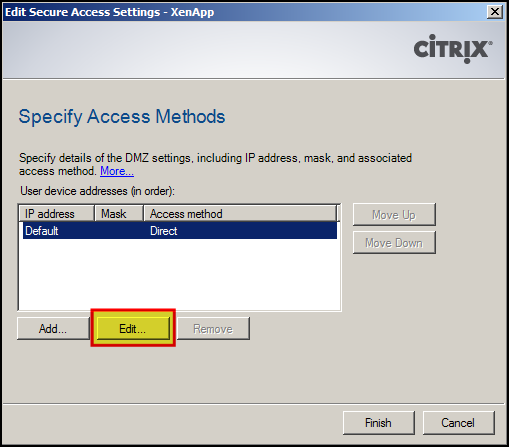 Edit Secure Access Settings - XenApp
CITRIX®
Specify Access Methods
Specify details of the DMZ settings, including IP address, mask, and associated
access method. More...
User device addresses (in order):
IP address Mask Access method
Default Direct
Move Up
Move Down
Add... Edit... Remove
Finish Cancel